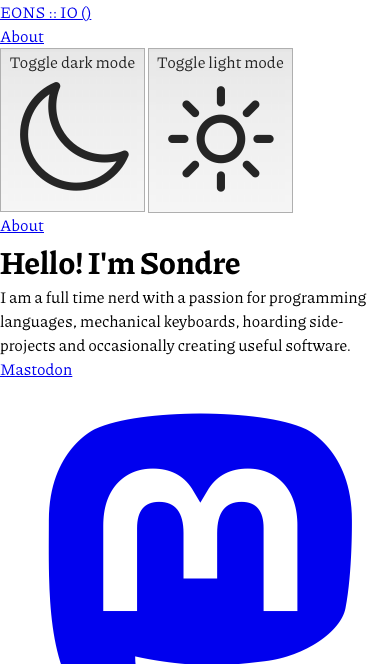 EONS :: IO ()
About
Toggle dark mode
Toggle light mode
About
Hello! I'm Sondre
I am a full time nerd with a passion for programming
languages, mechanical keyboards, hoarding side-
projects and occasionally creating useful software.
Mastodon